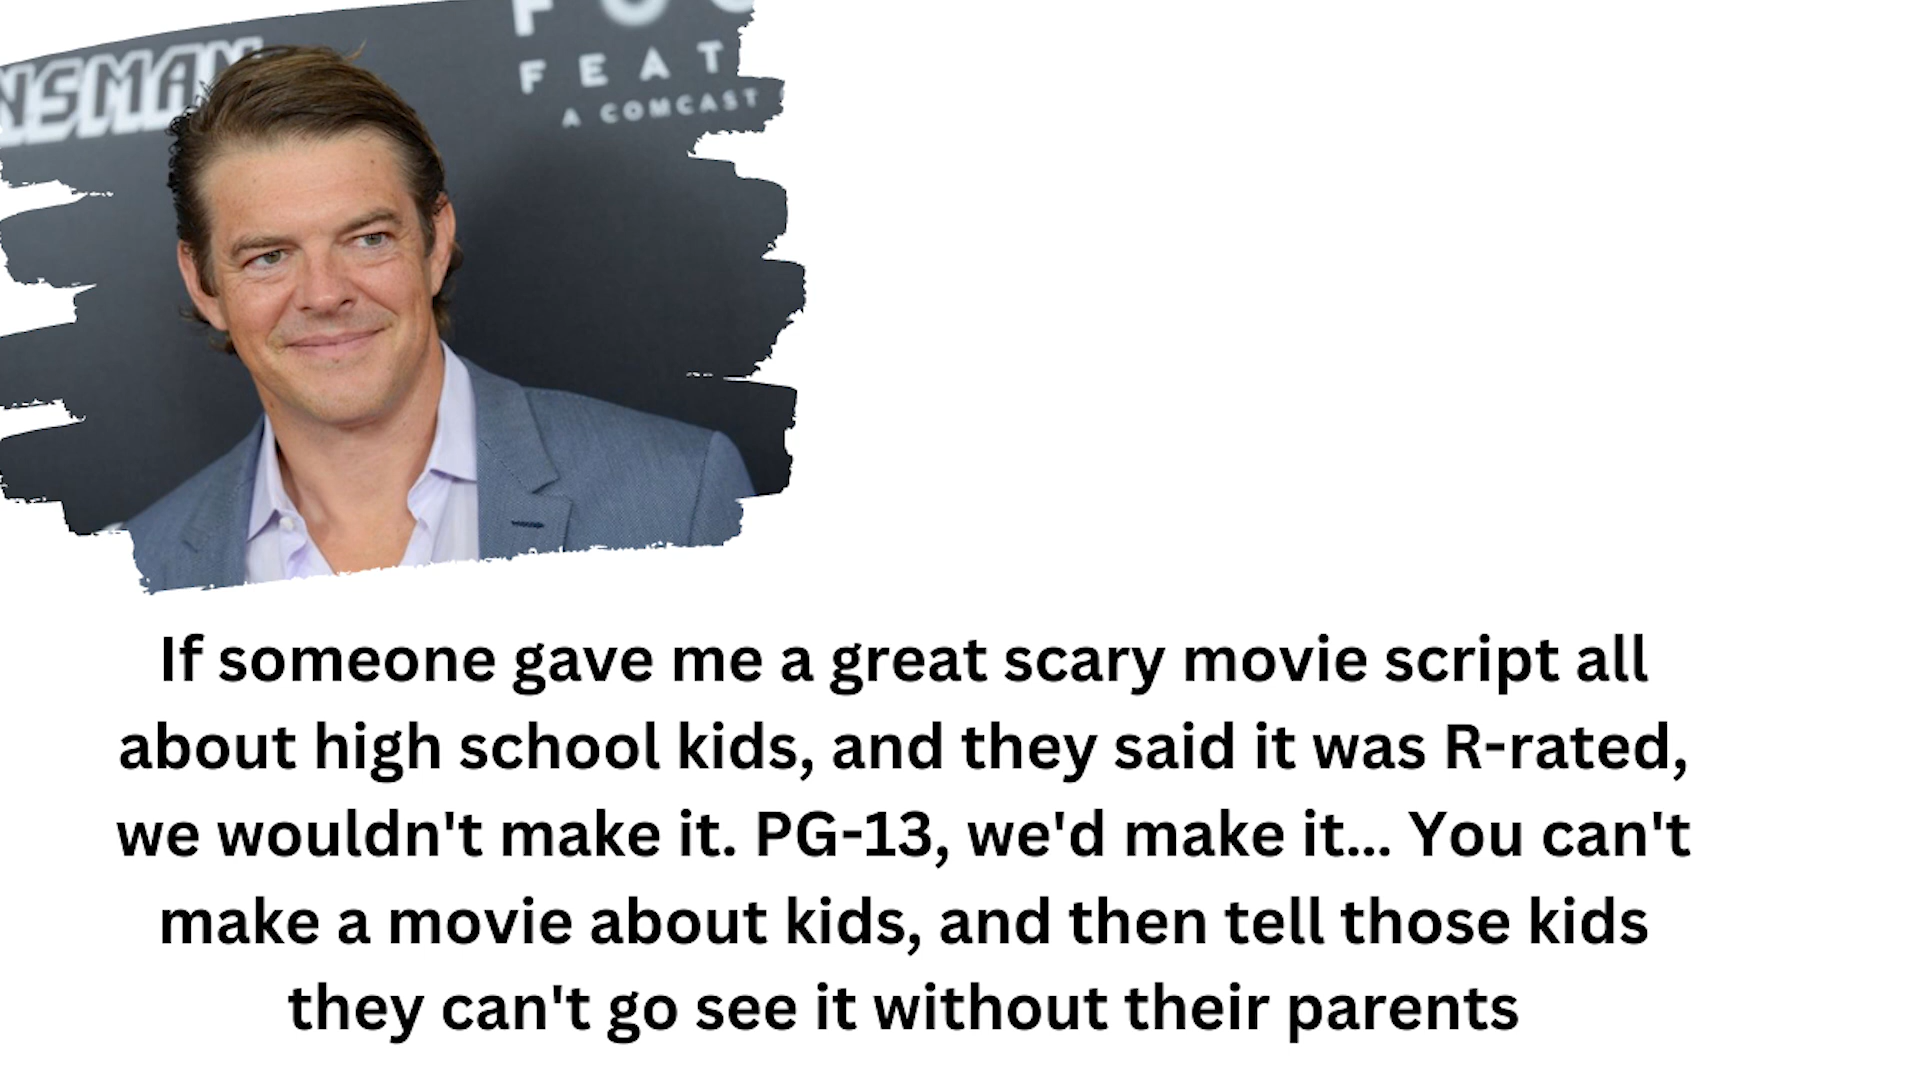 NSMAN
FOC
FEAT
A COMCAST
If someone gave me a great scary movie script all
about high school kids, and they said it was R-rated,
we wouldn't make it. PG-13, we'd make it... You can't
make a movie about kids, and then tell those kids
they can't go see it without their parents